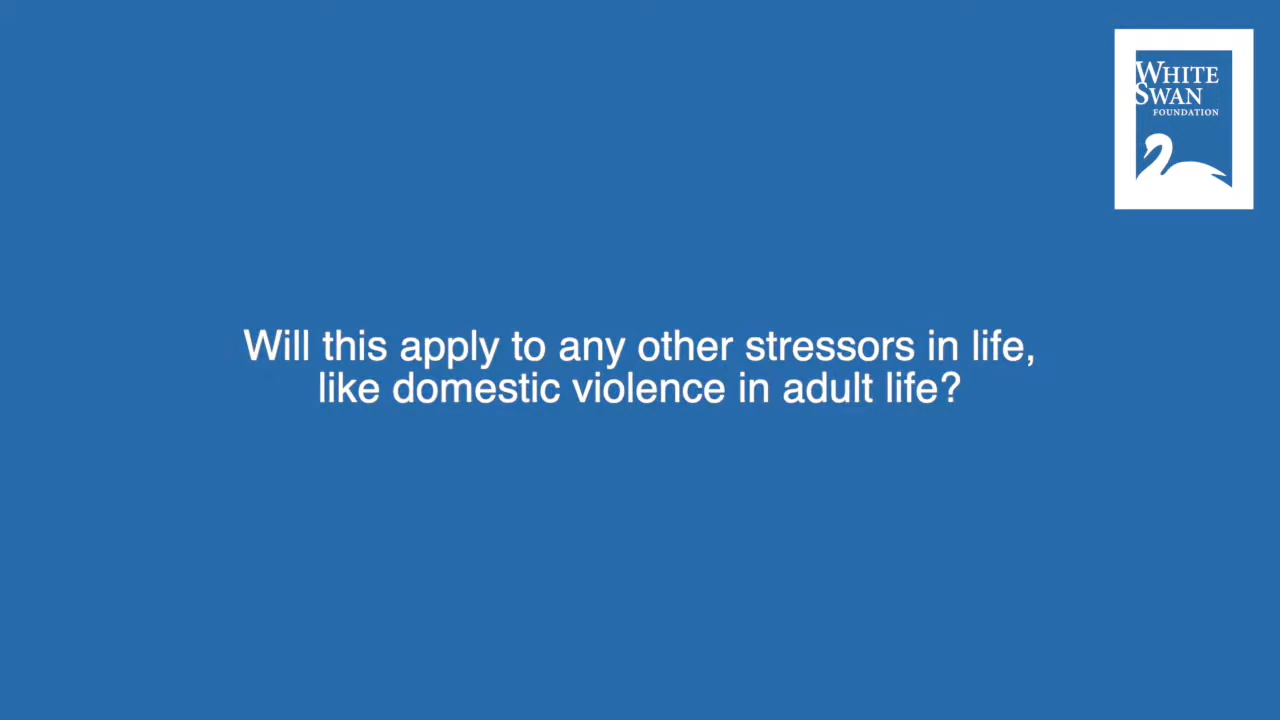 WHITE
SWAN
FOUNDATION
Will this apply to any other stressors in life,
like domestic violence in adult life?